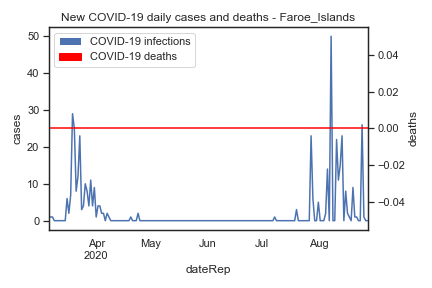 New COVID-19 daily cases and deaths - Faroe_Islands
COVID-19 infections
COVID-19 deaths
50
40
30
20
10
0
cases
0.04
0.02
0.00
−0.02
−0.04
deaths
Apr
2020
May
Jun
Jul
Aug
dateRep